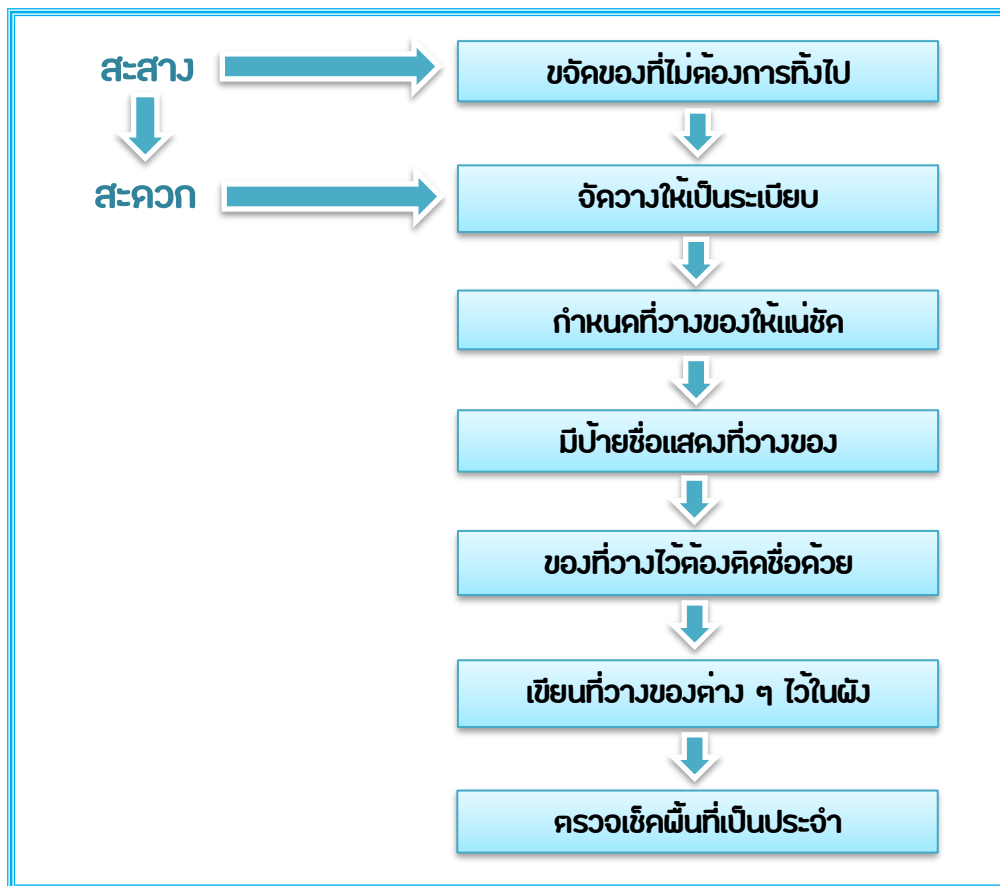 สะสาง
ขจัดของที่ไม่ต้องการทิ้งไป
สะดวก
จัดวางให้เป็นระเบียบ
กำหนดที่วางของให้แน่ชัด
มีป้ายชื่อแสดงที่วางของ
ของที่วางไว้ต้องติดชื่อด้วย
เขียนที่วางของต่าง ๆ ไว้ในผัง
ตรวจเช็คพื้นที่เป็นประจำ